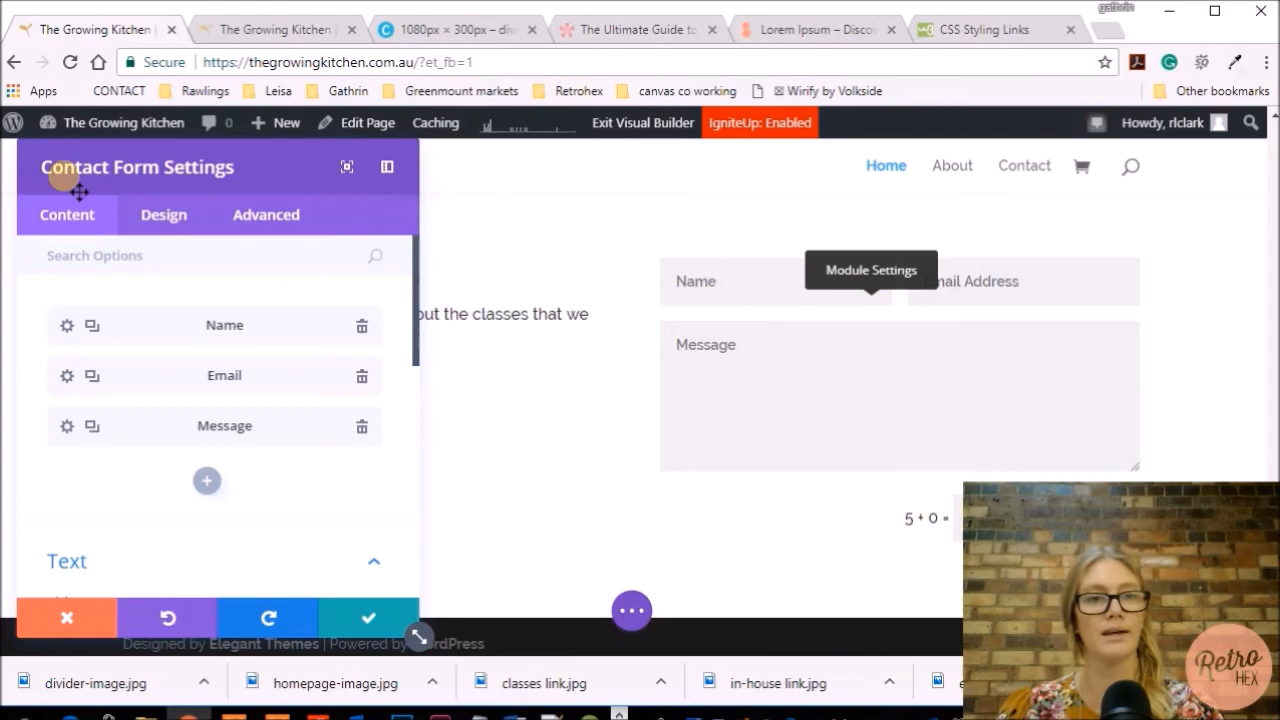 gathrin
The Growing Kitchen
The Growing Kitchen
1080px × 300px – div
The Ultimate Guide to
Lorem Ipsum – Disco
CSS Styling Links
Secure
https://thegrowingkitchen.com.au/?et_fb=1
Apps
CONTACT
Rawlings
Leisa
Gathrin
Greenmount markets
Retrohex
canvas co working
Wirify by Volkside
Other bookmarks
The Growing Kitchen
0
New
Edit Page
Caching
Exit Visual Builder
IgniteUp: Enabled
Howdy, rlclark
Contact Form Settings
Home
About
Contact
Content
Design
Advanced
Search Options
Module Settings
Name
Email Address
out the classes that we
Message
Name
Email
Message
5 + 0 =
Text
Designed by Elegant Themes | Powered by WordPress
divider-image.jpg
homepage-image.jpg
classes link.jpg
in-house link.jpg
Retro
HEX